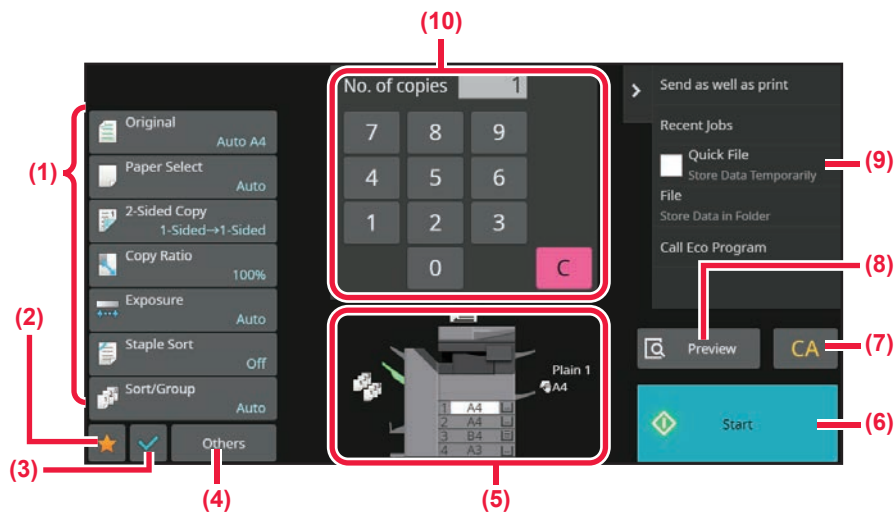 (10)
No. of copies 1
Send as well as print
Recent Jobs
Quick File
Store Data Temporarily
(9)
File
Store Data in Folder
Call Eco Program
(1)
Original
Auto A4
Paper Select
Auto
2-Sided Copy
1-Sided→1-Sided
Copy Ratio
100%
Exposure
Auto
Staple Sort
Off
Sort/Group
Auto
7 8 9
4 5 6
1 2 3
0 C
(8)
(2)
Plain 1
A4
1 A4
2 A4
3 B4
4 A3
Preview
CA
(7)
Start
(6)
Others
(3)
(4)
(5)